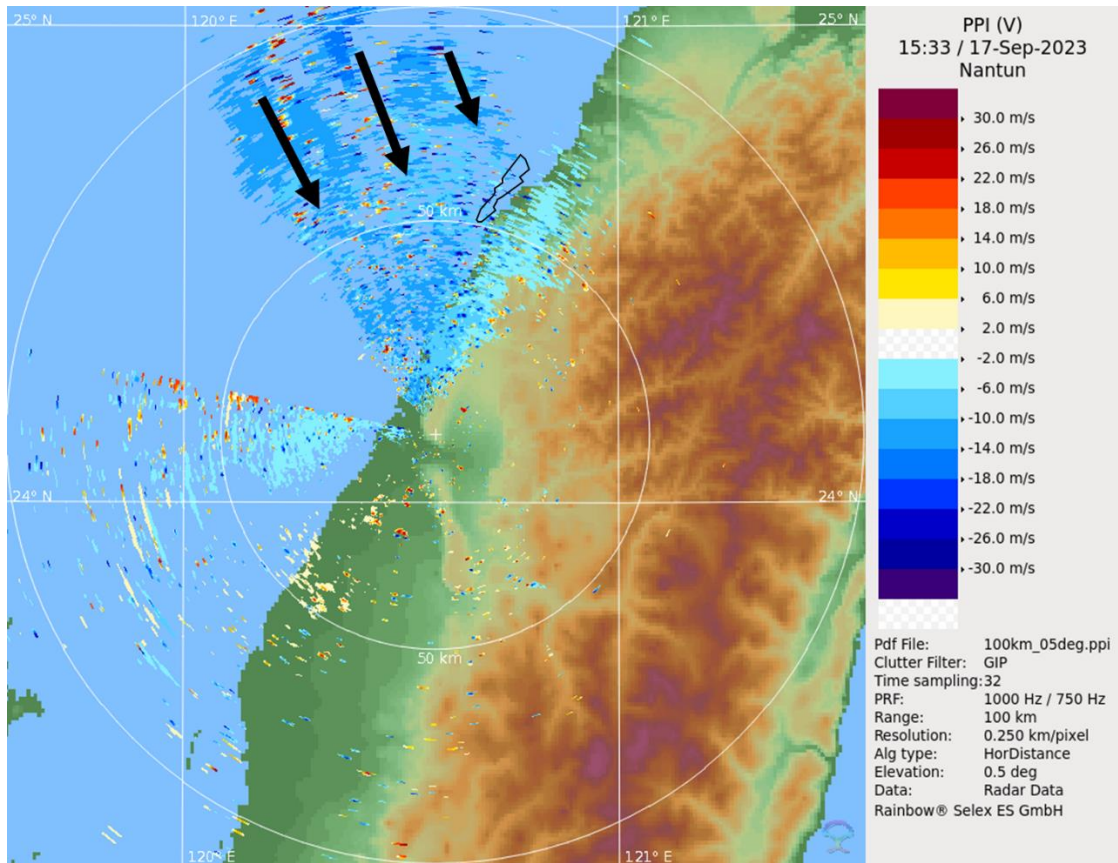 25° N
120° E
121° E
25° N
50 km
24° N
24° N
50 km
120° E
121° E
PPI (V)
15:33 / 17-Sep-2023
Nantun
30.0 m/s
26.0 m/s
22.0 m/s
18.0 m/s
14.0 m/s
10.0 m/s
6.0 m/s
2.0 m/s
-2.0 m/s
-6.0 m/s
-10.0 m/s
-14.0 m/s
-18.0 m/s
-22.0 m/s
-26.0 m/s
-30.0 m/s
Pdf File: 100km_05deg.ppi
Clutter Filter: GIP
Time sampling:32
PRF: 1000 Hz / 750 Hz
Range: 100 km
Resolution: 0.250 km/pixel
Alg type: HorDistance
Elevation: 0.5 deg
Data: Radar Data
Rainbow® Selex ES GmbH